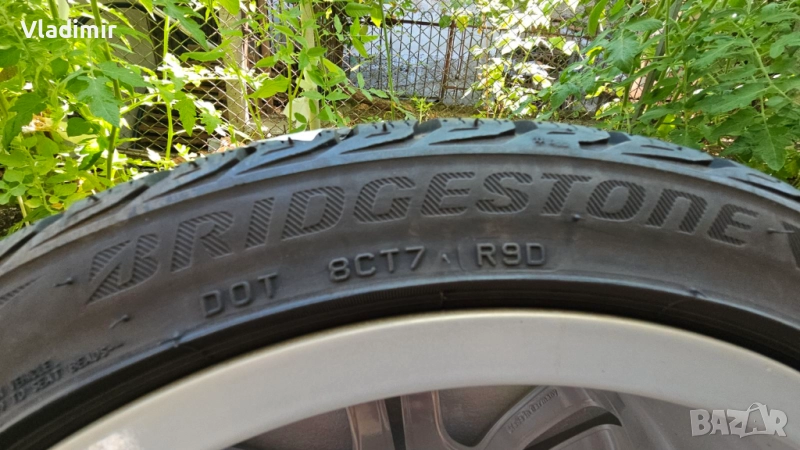 Vladimir
BRIDGESTONE
DOT 8CT7 R9D
BAZAR